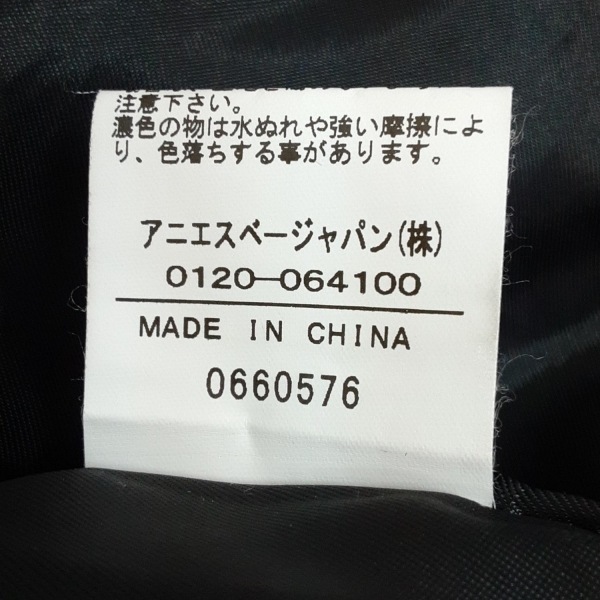 注意下さい。
濃色の物は水ぬれや強い摩擦によ
り、色落ちする事があります。
アニエスベージャパン(株)
0120-064100
MADE IN CHINA
0660576